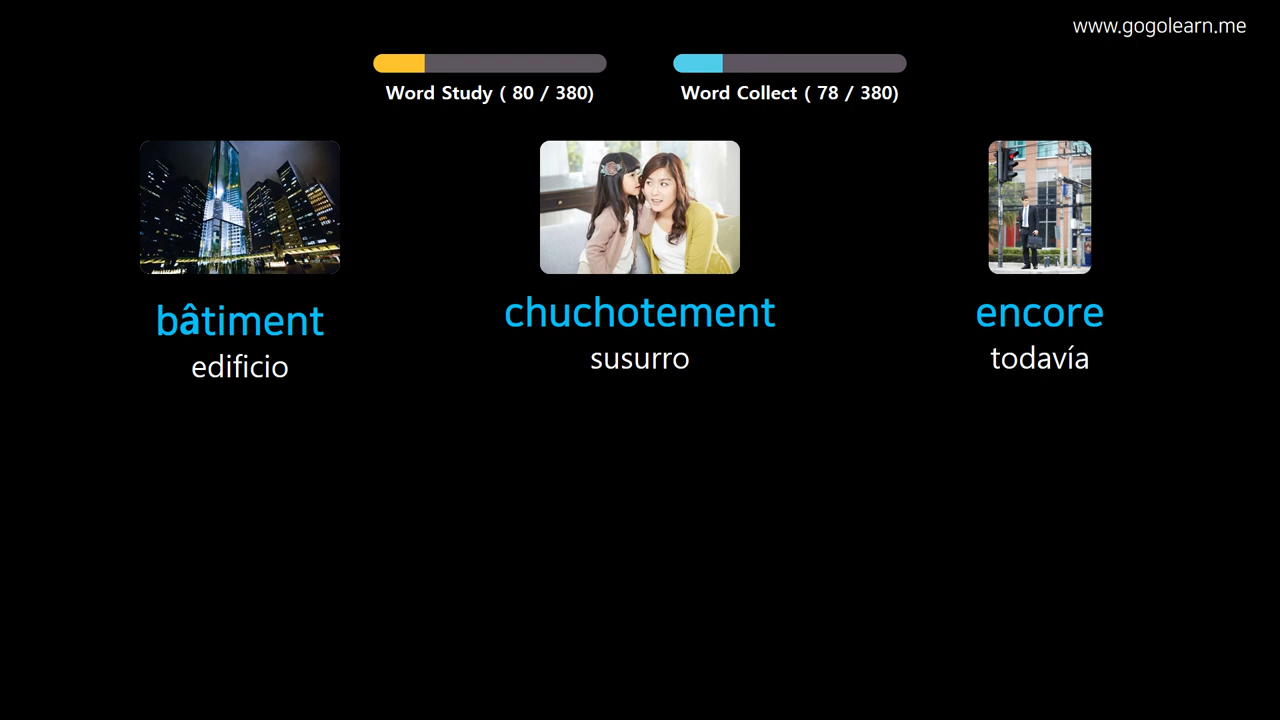 www.gogolearn.me
Word Study ( 80 / 380)
Word Collect ( 78 / 380)
bâtiment
edificio
chuchotement
susurro
encore
todavía